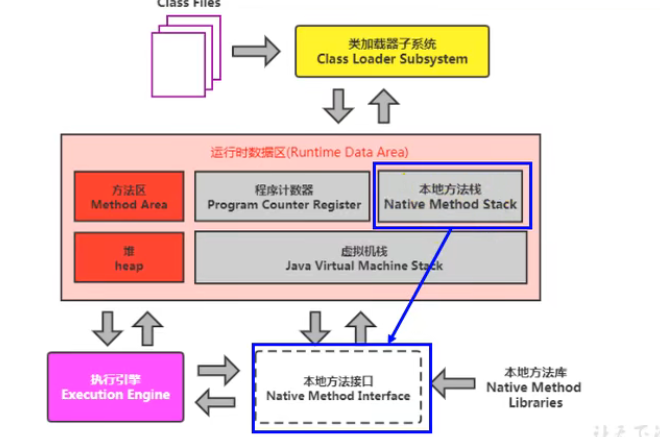 Class Files
类加载器子系统
Class Loader Subsystem
运行时数据区(Runtime Data Area)
方法区
Method Area
程序计数器
Program Counter Register
本地方法栈
Native Method Stack
堆
heap
虚拟机栈
Java Virtual Machine Stack
执行引擎
Execution Engine
本地方法接口
Native Method Interface
本地方法库
Native Method
Libraries